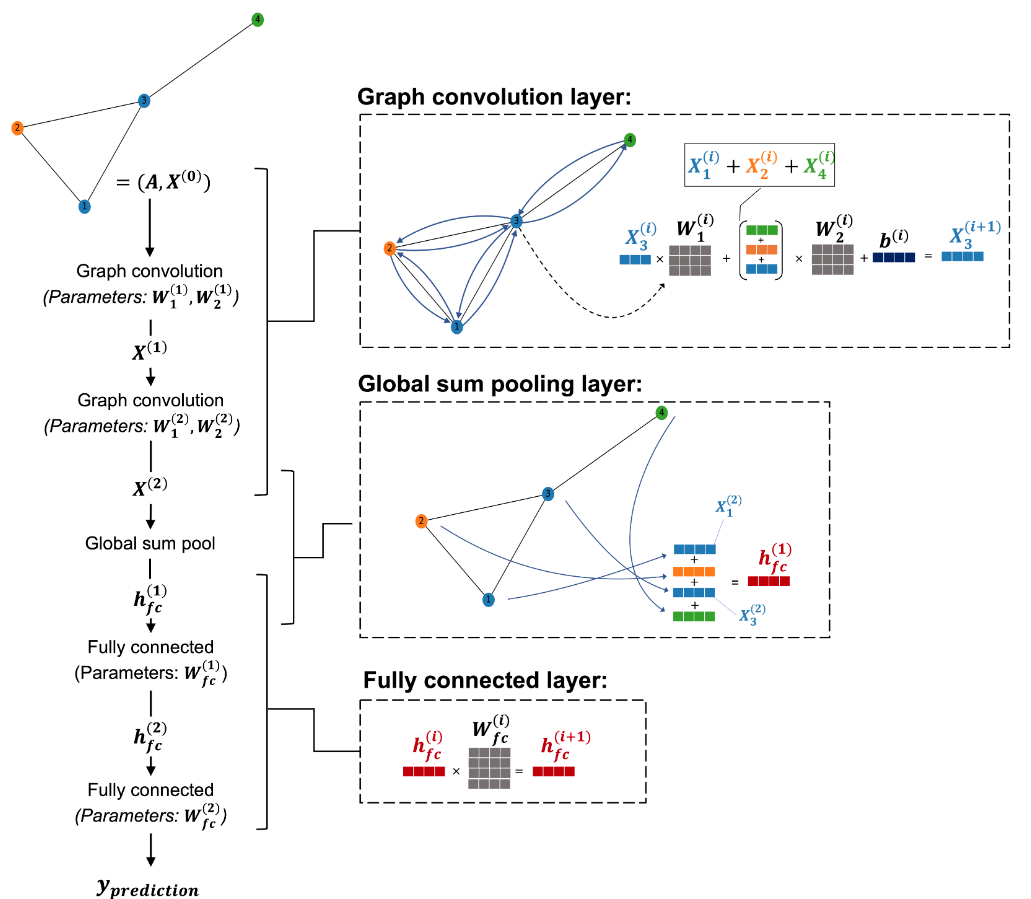 4
3
2
1
= (A, X^(0))
Graph convolution
(Parameters: W_1^(1), W_2^(1))
X^(1)
Graph convolution
(Parameters: W_1^(2), W_2^(2))
X^(2)
Global sum pool
h_fc^(1)
Fully connected
(Parameters: W_fc^(1))
h_fc^(2)
Fully connected
(Parameters: W_fc^(2))
y_prediction
Graph convolution layer:
4
3
2
1
X_1^(i) + X_2^(i) + X_4^(i)
X_3^(i) × W_1^(i) + ( + + ) × W_2^(i) + b^(i) = X_3^(i+1)
Global sum pooling layer:
4
3
2
1
X_1^(2)
+
+
+
= h_fc^(1)
X_3^(2)
Fully connected layer:
h_fc^(i) × W_fc^(i) = h_fc^(i+1)